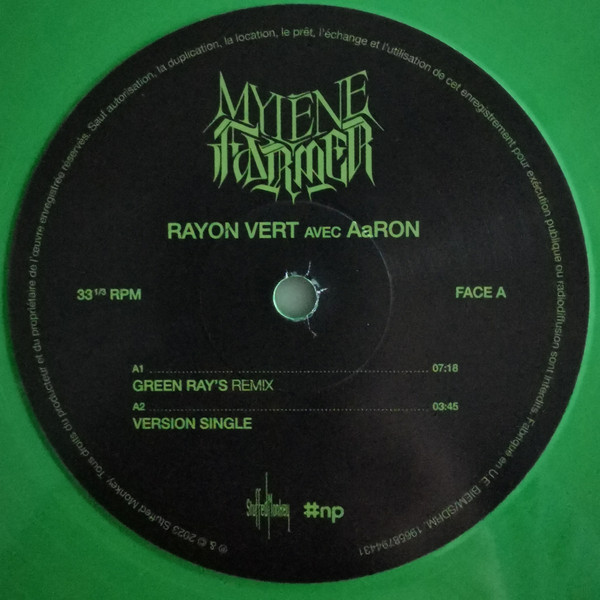 MYLÈNE
FARMER
RAYON VERT AVEC AaRON
33 1/3 RPM
FACE A
A1 07:18
GREEN RAY'S REMIX
A2 03:45
VERSION SINGLE
Stuffed Monkey
#np
℗ & © 2023 Stuffed Monkey Tous droits du producteur et du propriétaire de l'œuvre enregistrée réservés. Sauf autorisation, la duplication, la location, le prêt, l'échange et l'utilisation de cet enregistrement pour exécution publique ou radiodiffusion sont interdits. Fabriqué en U.E. BIEM/SDRM. 19658794431